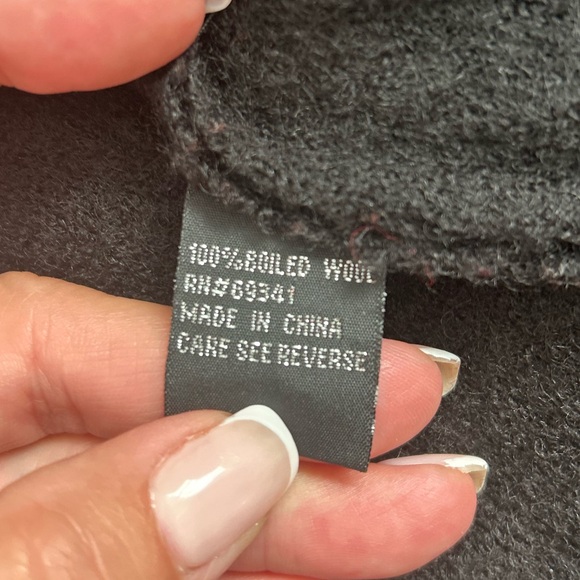 100%BOILED WOOL
RN#69341
MADE IN CHINA
CARE SEE REVERSE